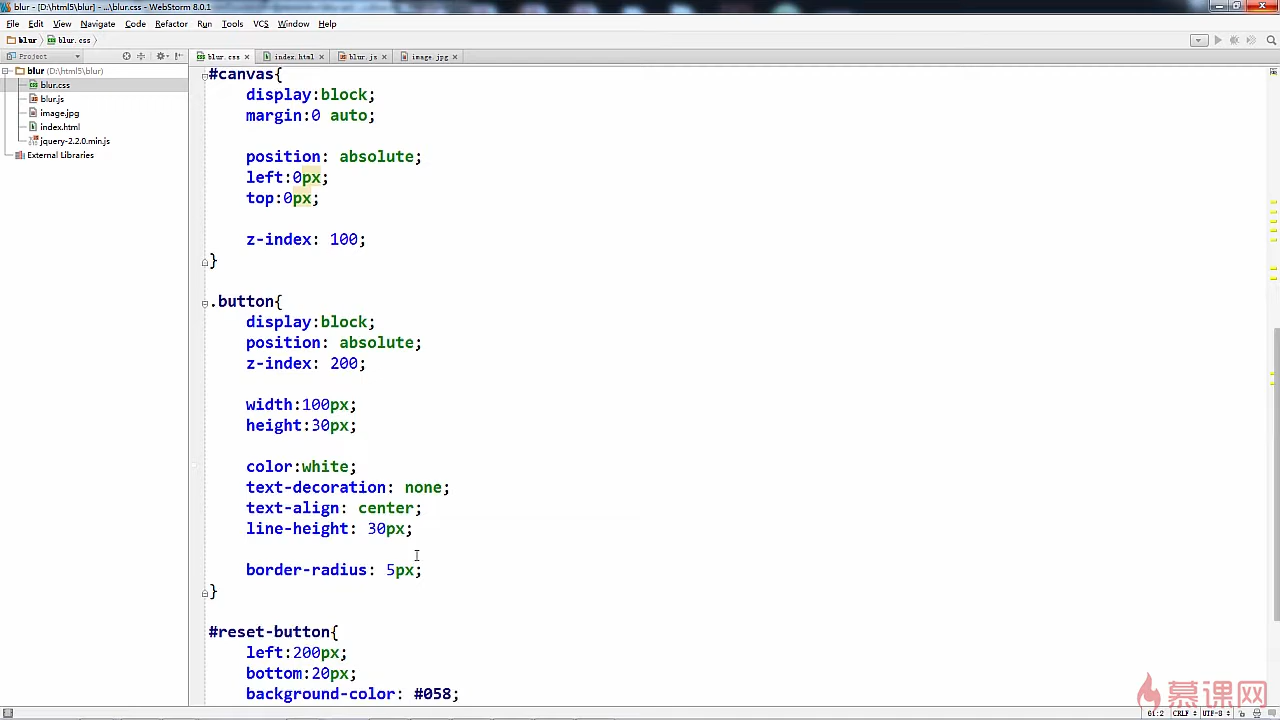 blur - [D:\html5\blur] - ...\blur.css - WebStorm 8.0.1
File Edit View Navigate Code Refactor Run Tools VCS Window Help
blur blur.css
Project
blur.css index.html blur.js image.jpg
blur (D:\html5\blur)
blur.css
blur.js
image.jpg
index.html
jquery-2.2.0.min.js
External Libraries
#canvas{
display:block;
margin:0 auto;
position: absolute;
left:0px;
top:0px;
z-index: 100;
}
.button{
display:block;
position: absolute;
z-index: 200;
width:100px;
height:30px;
color:white;
text-decoration: none;
text-align: center;
line-height: 30px;
border-radius: 5px;
}
#reset-button{
left:200px;
bottom:20px;
background-color: #058;
慕课网
61:2 CRLF UTF-8